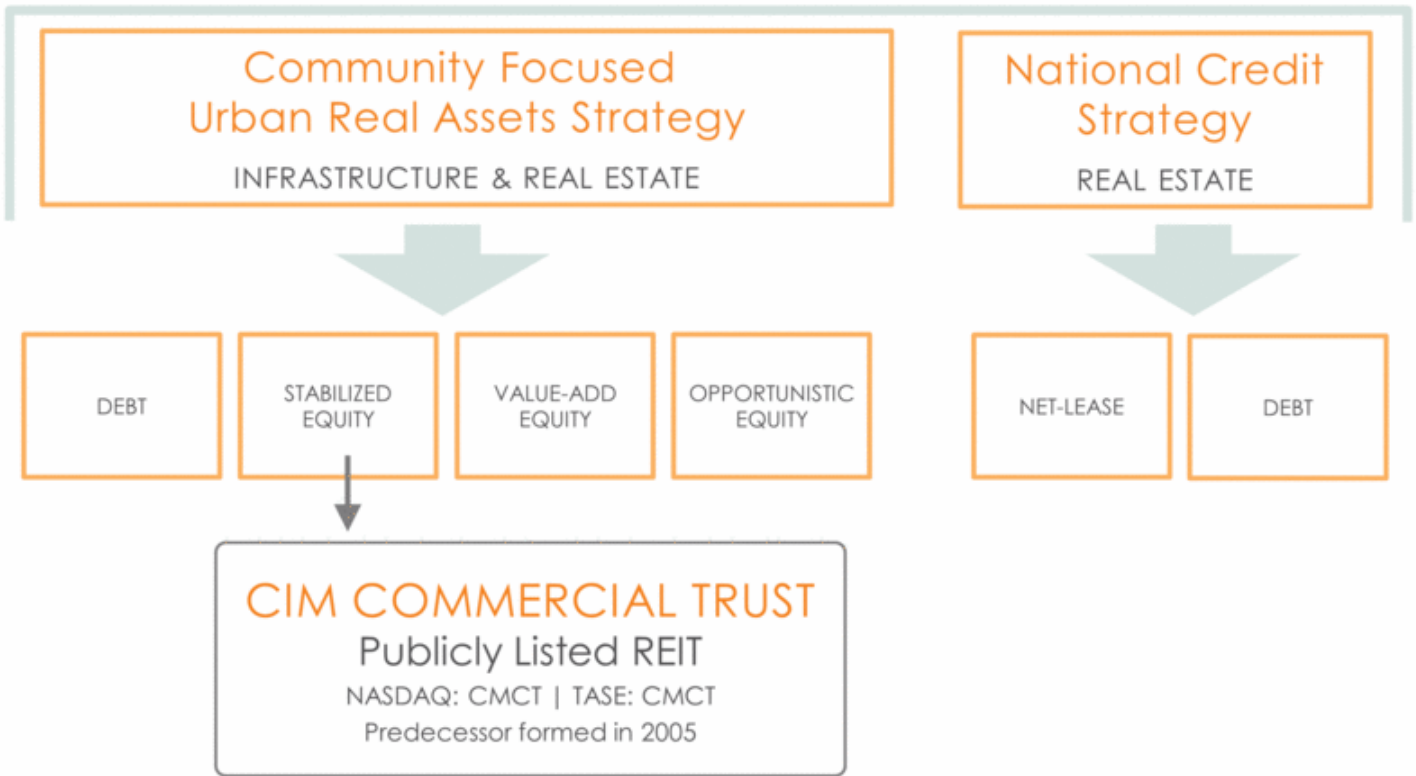 Community Focused
Urban Real Assets Strategy
INFRASTRUCTURE & REAL ESTATE
National Credit
Strategy
REAL ESTATE
DEBT
STABILIZED
EQUITY
VALUE-ADD
EQUITY
OPPORTUNISTIC
EQUITY
NET-LEASE
DEBT
CIM COMMERCIAL TRUST
Publicly Listed REIT
NASDAQ: CMCT | TASE: CMCT
Predecessor formed in 2005